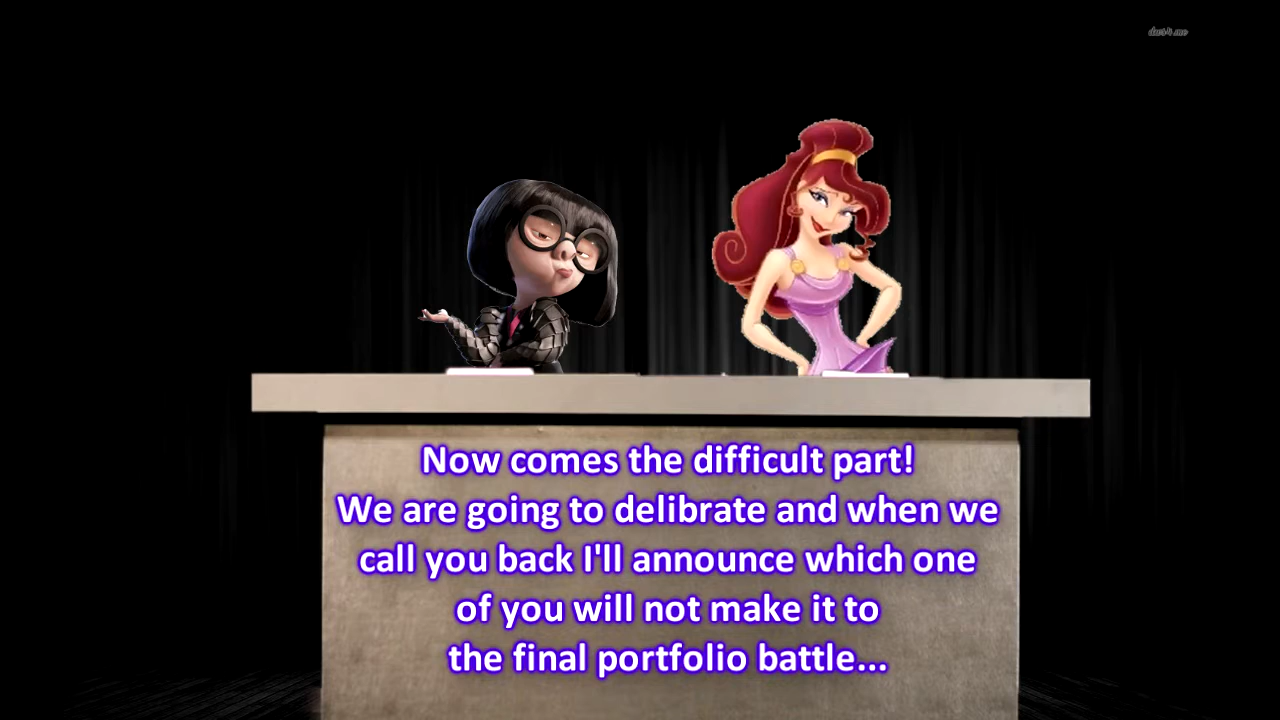 Now comes the difficult part!
We are going to delibrate and when we
call you back I'll announce which one
of you will not make it to
the final portfolio battle...